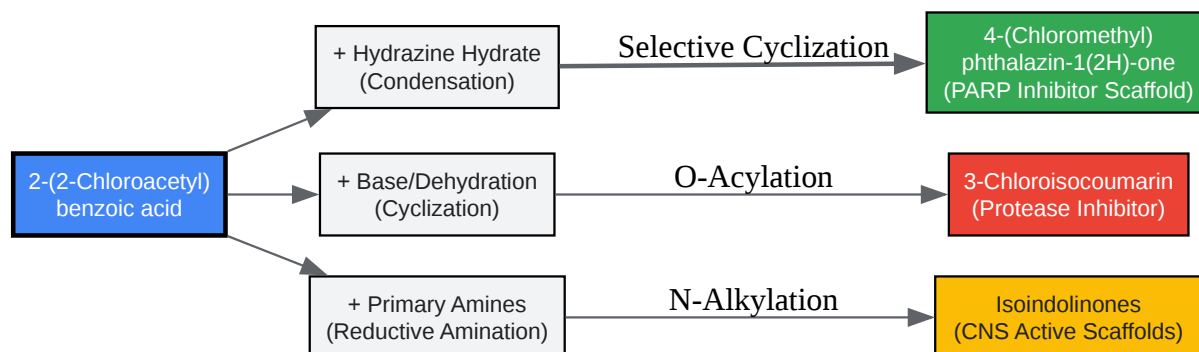 2-(2-Chloroacetyl)
benzoic acid
+ Hydrazine Hydrate
(Condensation)
Selective Cyclization
4-(Chloromethyl)
phthalazin-1(2H)-one
(PARP Inhibitor Scaffold)
+ Base/Dehydration
(Cyclization)
O-Acylation
3-Chloroisocoumarin
(Protease Inhibitor)
+ Primary Amines
(Reductive Amination)
N-Alkylation
Isoindolinones
(CNS Active Scaffolds)